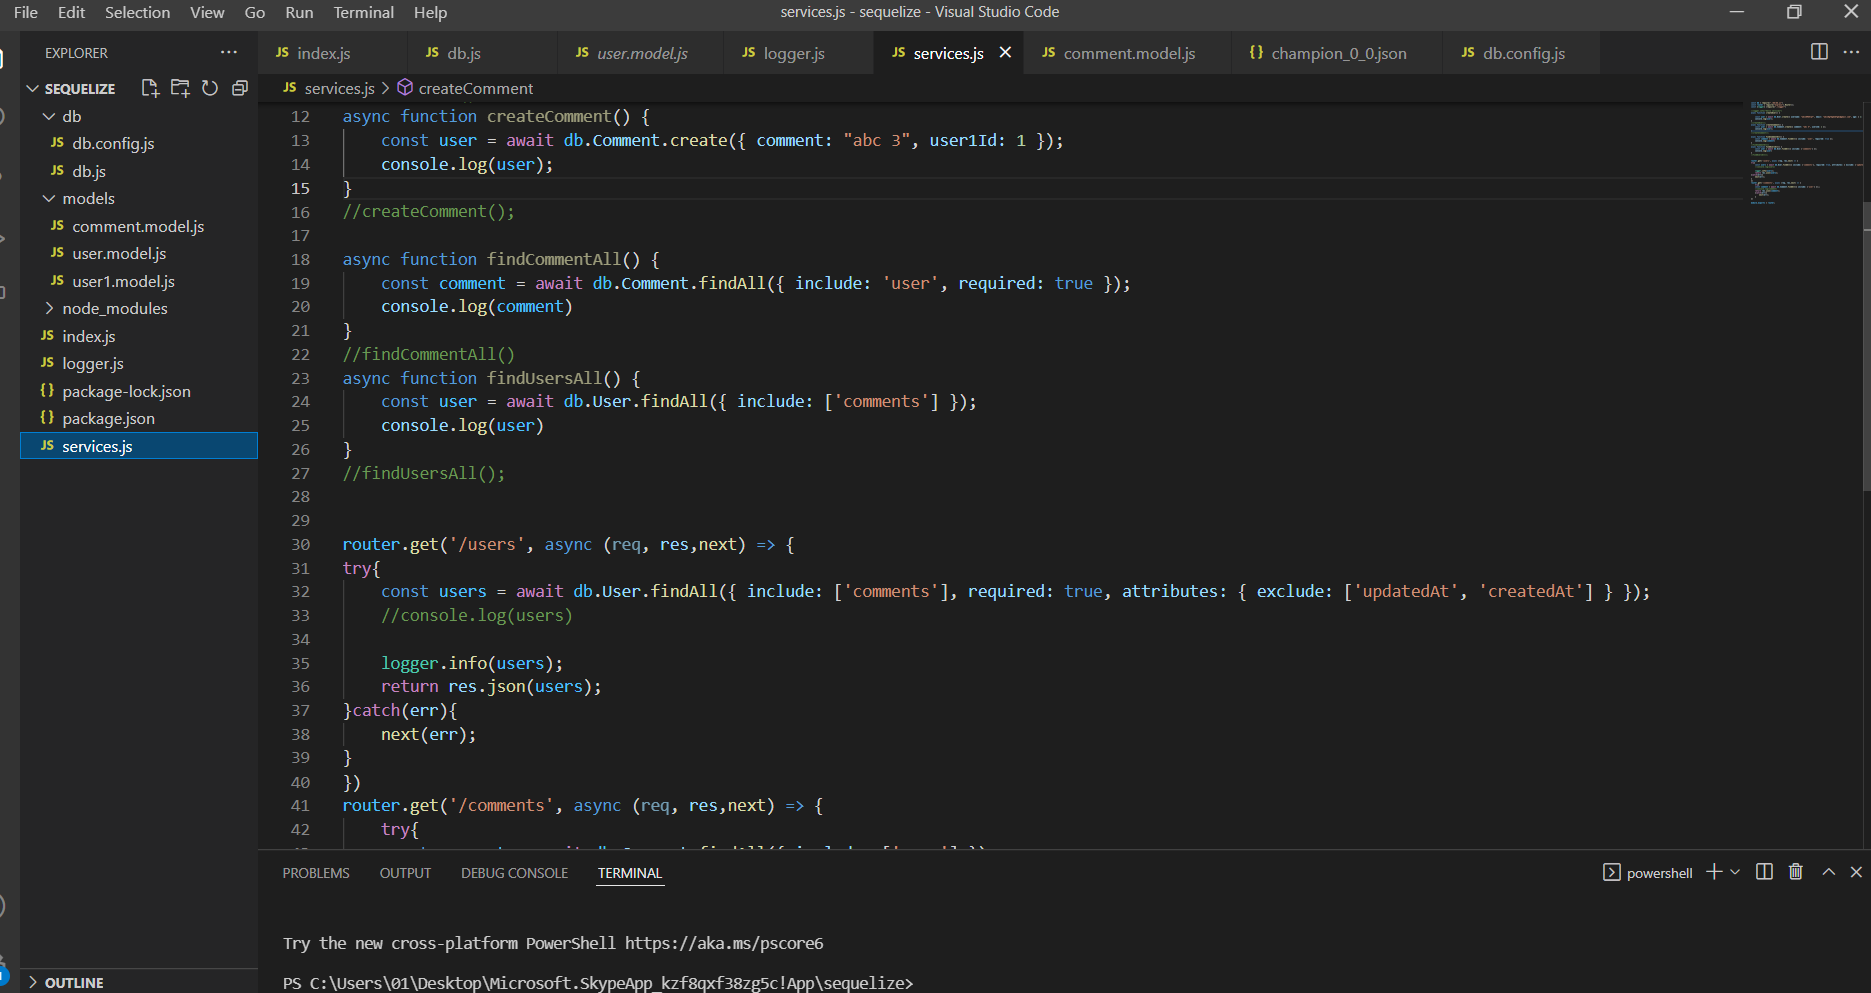 File Edit Selection View Go Run Terminal Help
services.js - sequelize - Visual Studio Code
EXPLORER
SEQUELIZE
db
JS db.config.js
JS db.js
models
JS comment.model.js
JS user.model.js
JS user1.model.js
node_modules
JS index.js
JS logger.js
{} package-lock.json
{} package.json
JS services.js
OUTLINE
JS index.js JS db.js JS user.model.js JS logger.js JS services.js JS comment.model.js {} champion_0_0.json JS db.config.js
JS services.js > createComment
12 async function createComment() {
13 const user = await db.Comment.create({ comment: "abc 3", user1Id: 1 });
14 console.log(user);
15 }
16 //createComment();
17
18 async function findCommentAll() {
19 const comment = await db.Comment.findAll({ include: 'user', required: true });
20 console.log(comment)
21 }
22 //findCommentAll()
23 async function findUsersAll() {
24 const user = await db.User.findAll({ include: ['comments'] });
25 console.log(user)
26 }
27 //findUsersAll();
28
29
30 router.get('/users', async (req, res,next) => {
31 try{
32 const users = await db.User.findAll({ include: ['comments'], required: true, attributes: { exclude: ['updatedAt', 'createdAt'] } });
33 //console.log(users)
34
35 logger.info(users);
36 return res.json(users);
37 }catch(err){
38 next(err);
39 }
40 })
41 router.get('/comments', async (req, res,next) => {
42 try{
PROBLEMS OUTPUT DEBUG CONSOLE TERMINAL
powershell
Try the new cross-platform PowerShell https://aka.ms/pscore6
PS C:\Users\01\Desktop\Microsoft.SkypeApp_kzf8qxf38zg5c!App\sequelize>